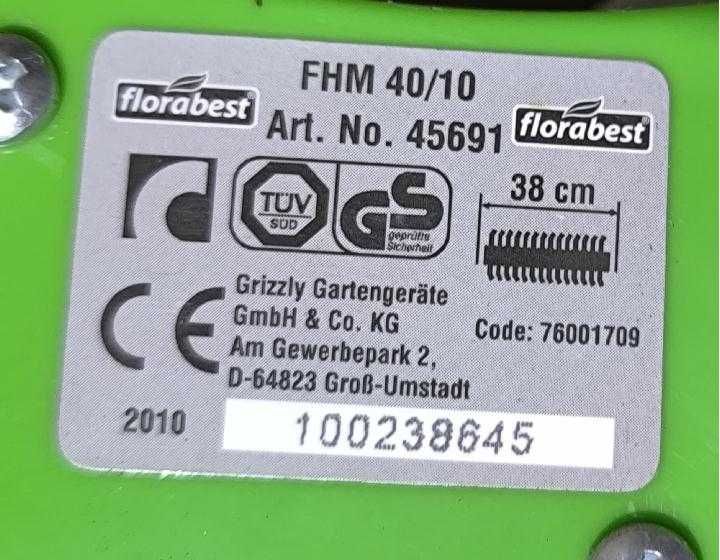 FHM 40/10
florabest
Art. No. 45691
florabest
TÜV
SÜD
GS
geprüfte
Sicherheit
38 cm
CE
Grizzly Gartengeräte
GmbH & Co. KG
Am Gewerbepark 2,
D-64823 Groß-Umstadt
Code: 76001709
2010
100238645